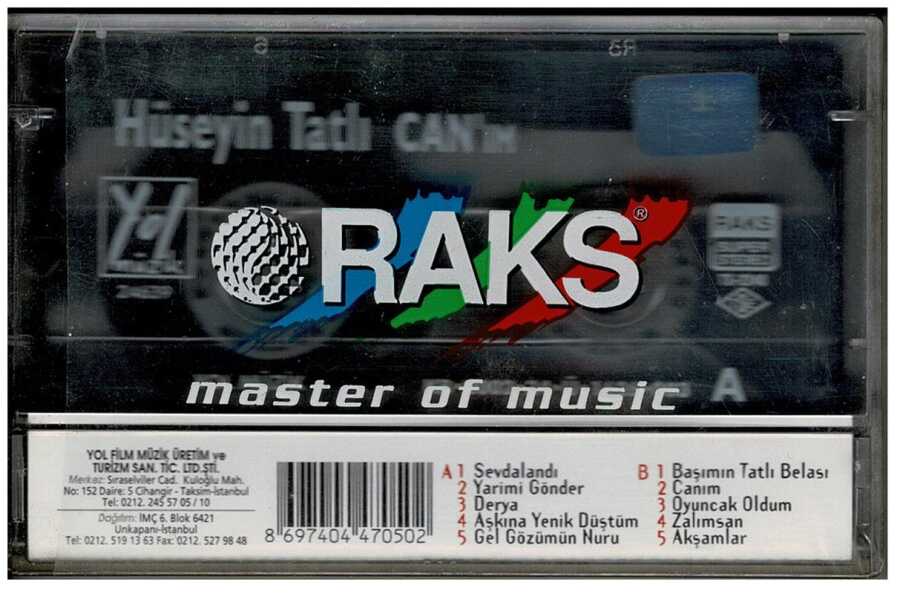 Hüseyin Tatlı CAN'ım
Yol
RAKS
RAKS®
master of music
A
YOL FİLM MÜZİK ÜRETİM ve
TURİZM SAN. TİC. LTD.ŞTİ.
Merkez: Sıraselviler Cad. Kuloğlu Mah.
No: 152 Daire: 5 Cihangir - Taksim-İstanbul
Tel: 0212. 245 57 05 / 10
Dağıtım: İMÇ 6. Blok 6421
Unkapanı-İstanbul
Tel: 0212. 519 13 63 Fax: 0212. 527 98 48
8 697404 470502
A 1 Sevdalandı
2 Yarimi Gönder
3 Derya
4 Aşkına Yenik Düştüm
5 Gel Gözümün Nuru
B 1 Başımın Tatlı Belası
2 Canım
3 Oyuncak Oldum
4 Zalımsan
5 Akşamlar